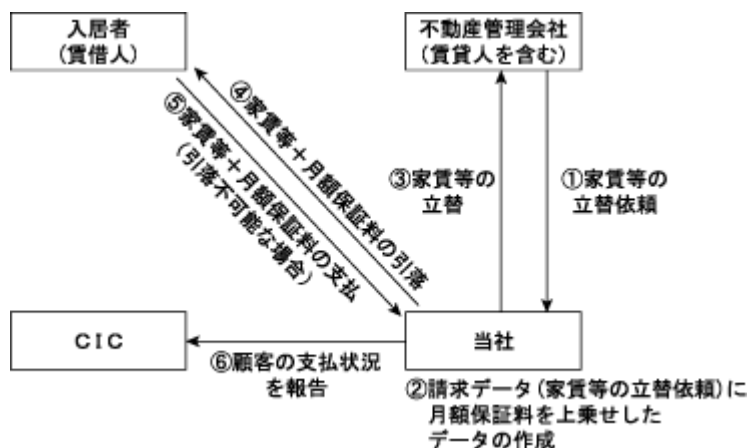 入居者
(賃借人)
不動産管理会社
(賃貸人を含む)
④家賃等+月額保証料の引落
⑤家賃等+月額保証料の支払
(引落不可能な場合)
③家賃等の
立替
①家賃等の
立替依頼
CIC
当社
⑥顧客の支払状況
を報告
②請求データ(家賃等の立替依頼)に
月額保証料を上乗せした
データの作成